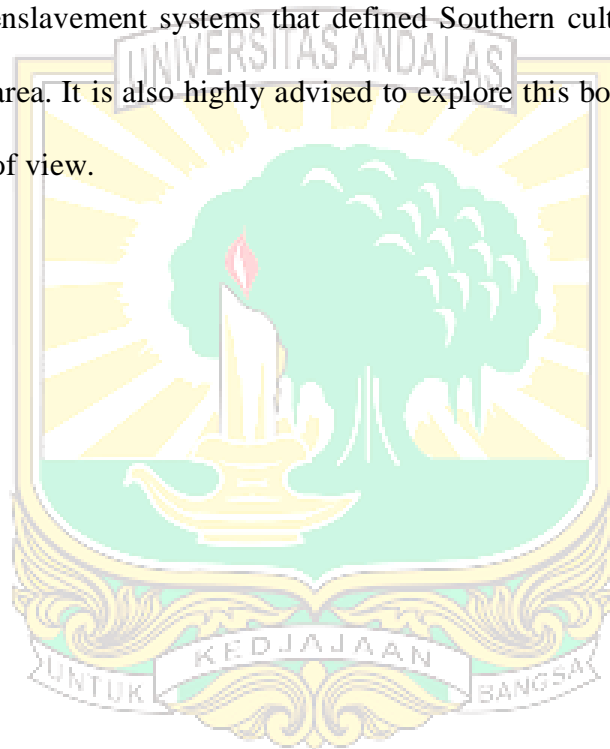 enslavement systems that defined Southern cult
area. It is also highly advised to explore this bo
of view.
UNIVERSITAS ANDALAS
UNTUK KEDJAJAAN BANGSA